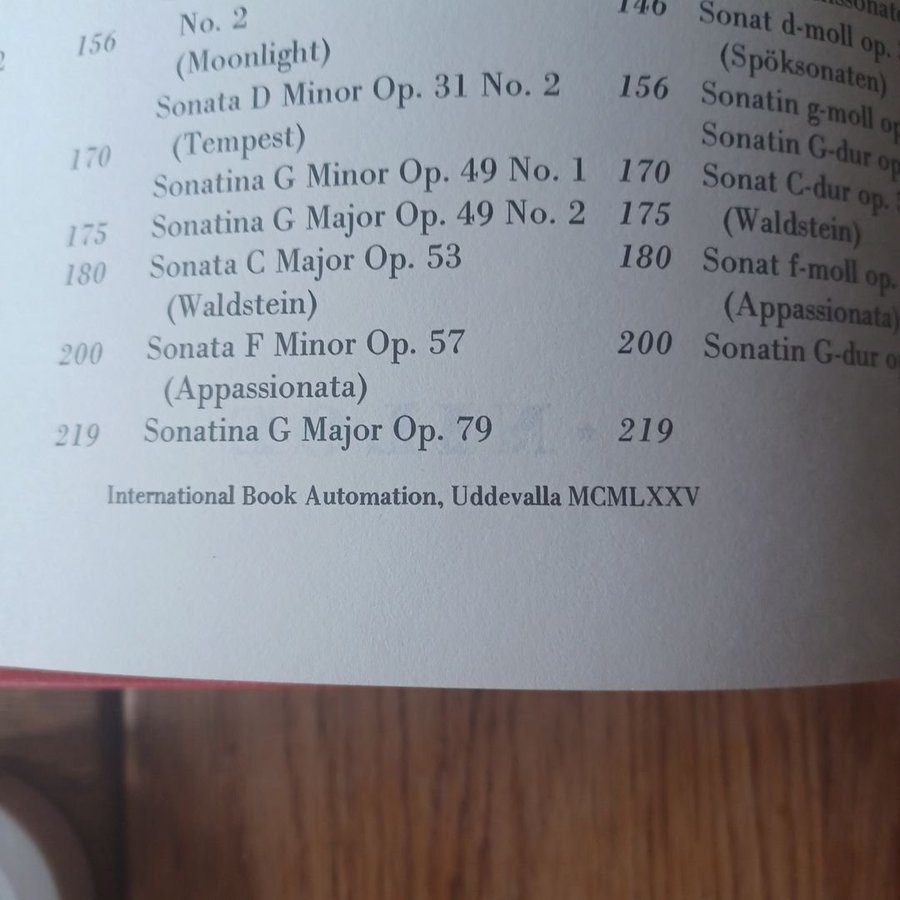 156
170
175
180
200
219
No. 2 146
(Moonlight)
Sonata D Minor Op. 31 No. 2 156
(Tempest)
Sonatina G Minor Op. 49 No. 1 170
Sonatina G Major Op. 49 No. 2 175
Sonata C Major Op. 53 180
(Waldstein)
Sonata F Minor Op. 57 200
(Appassionata)
Sonatina G Major Op. 79 219
Sonat d-moll op.
(Spöksonaten)
Sonatin g-moll op
Sonatin G-dur op
Sonat C-dur op.
(Waldstein)
Sonat f-moll op.
(Appassionata)
Sonatin G-dur
International Book Automation, Uddevalla MCMLXXV